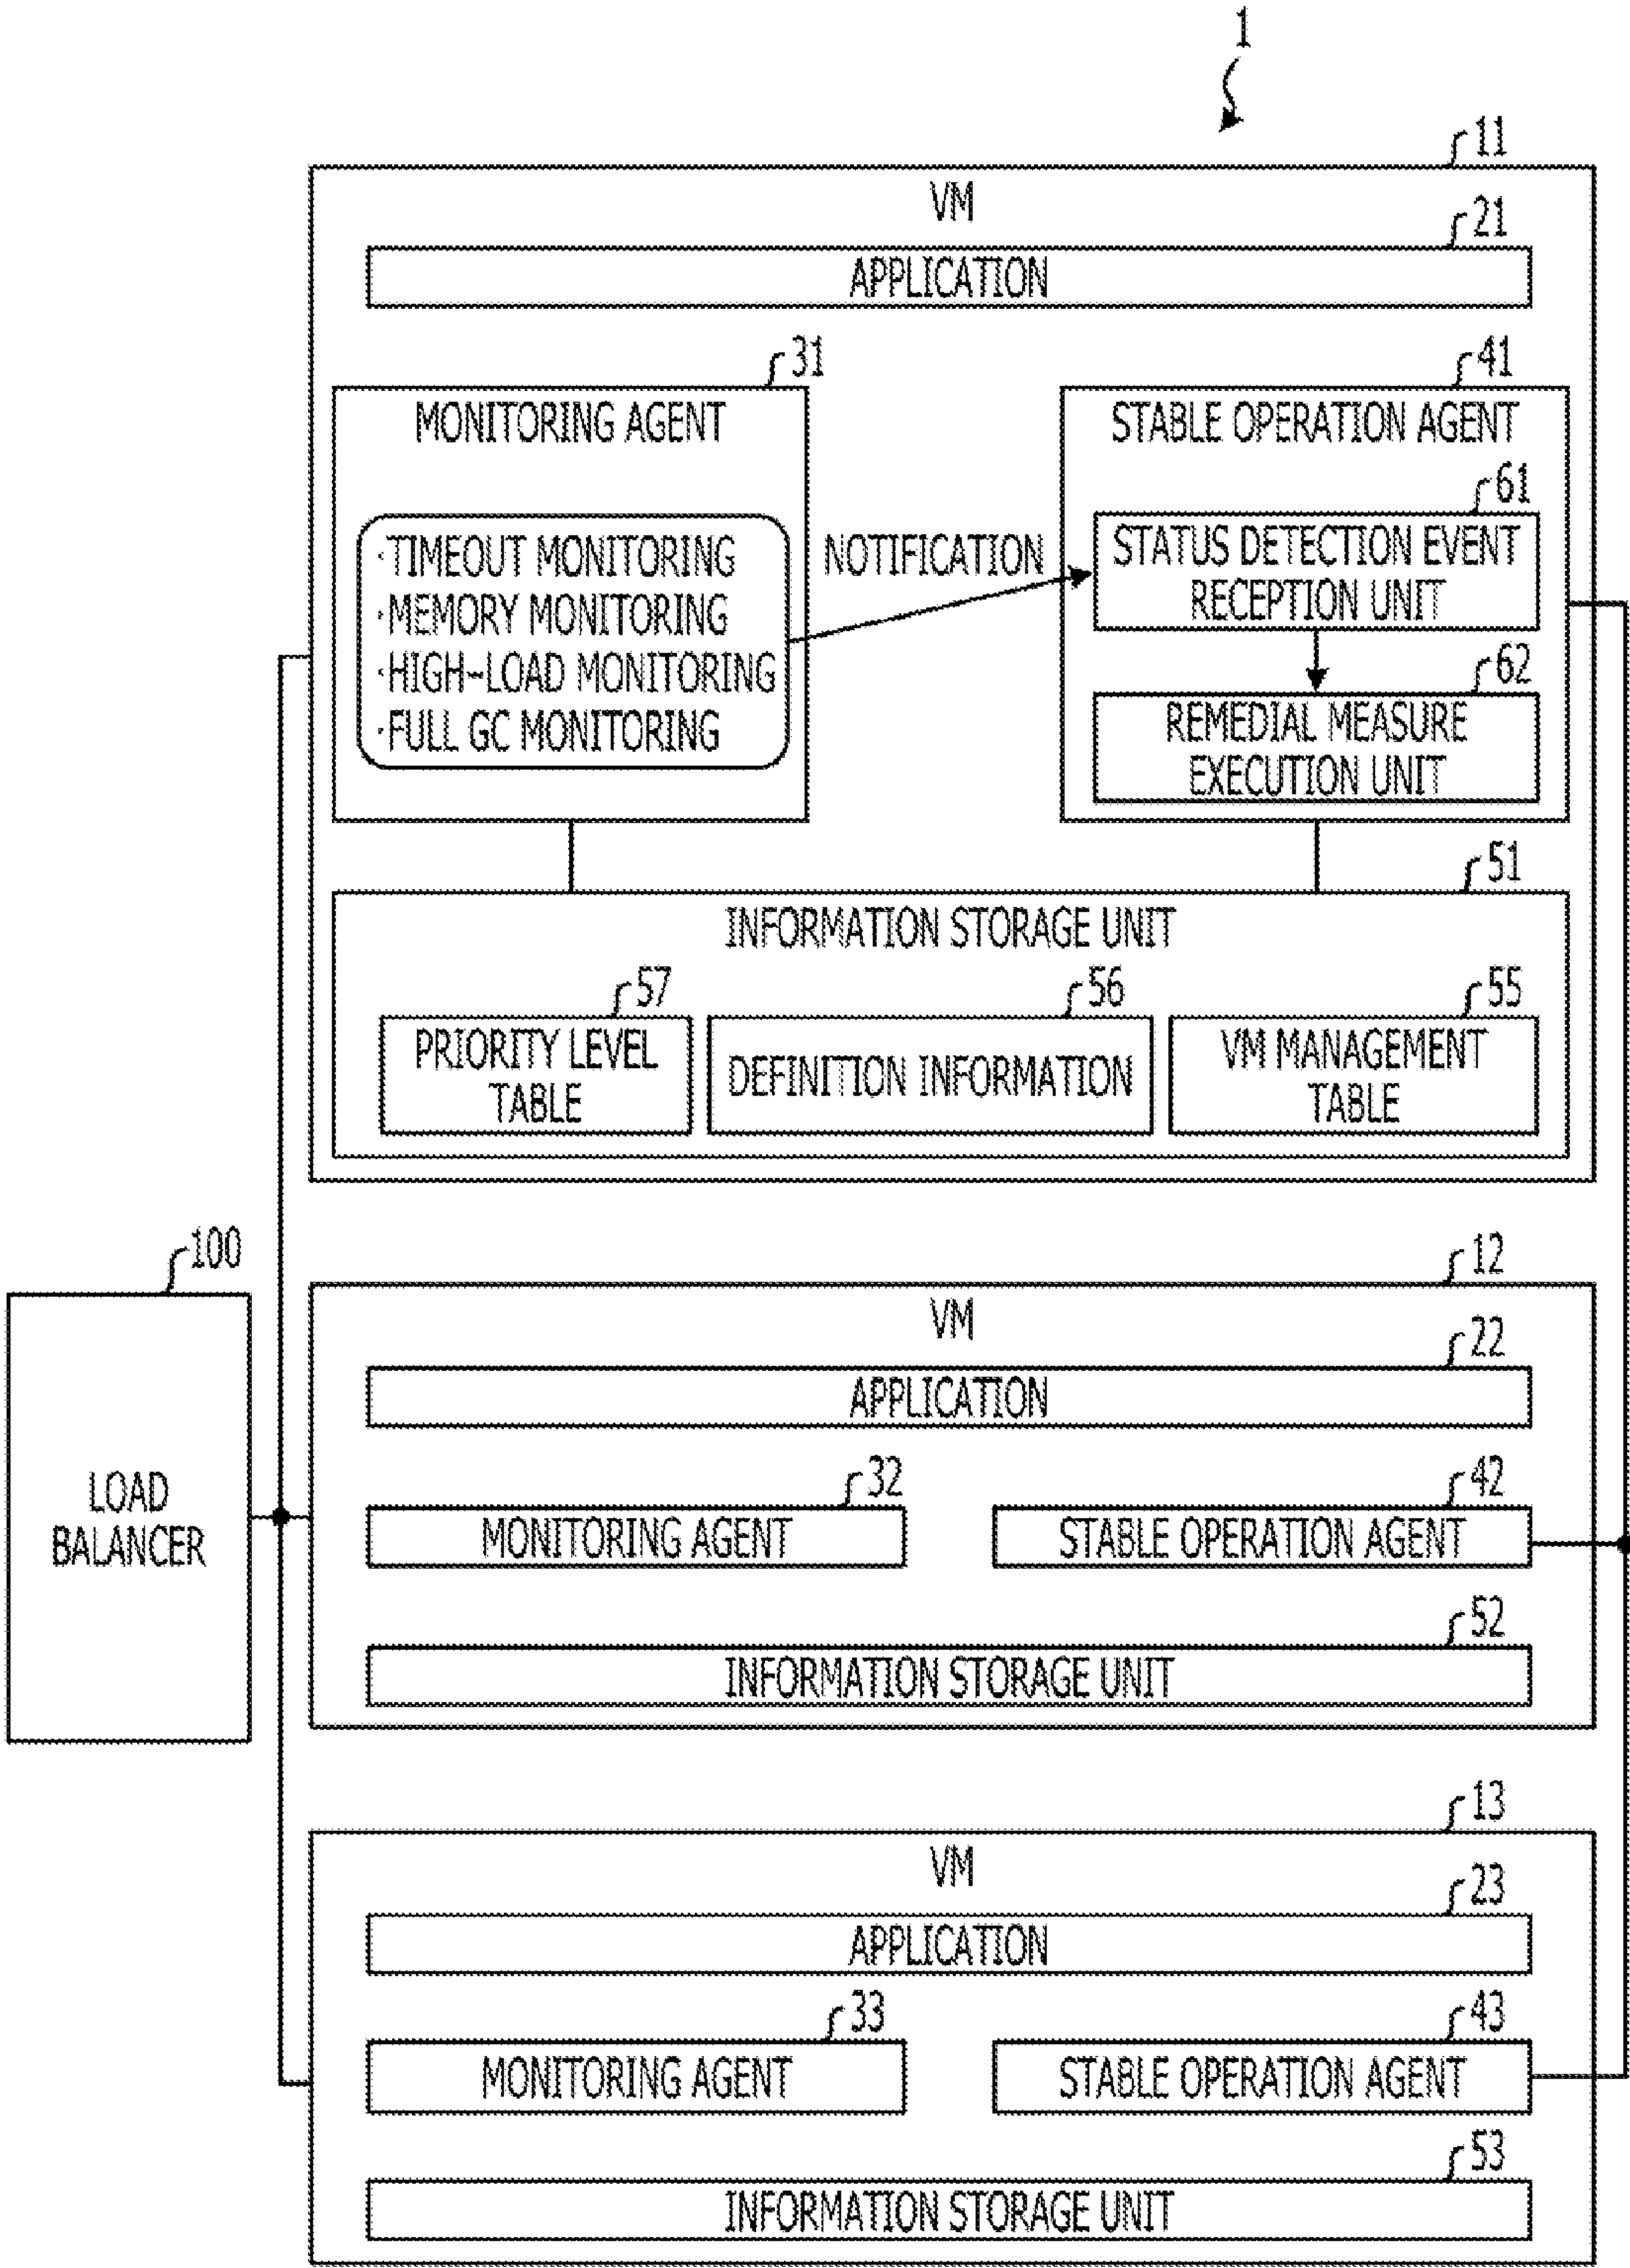 1
11
VM
21
APPLICATION
31
MONITORING AGENT
·TIMEOUT MONITORING
·MEMORY MONITORING
·HIGH-LOAD MONITORING
·FULL GC MONITORING
NOTIFICATION
41
STABLE OPERATION AGENT
61
STATUS DETECTION EVENT
RECEPTION UNIT
62
REMEDIAL MEASURE
EXECUTION UNIT
51
INFORMATION STORAGE UNIT
57
PRIORITY LEVEL
TABLE
56
DEFINITION INFORMATION
55
VM MANAGEMENT
TABLE
100
LOAD
BALANCER
12
VM
22
APPLICATION
32
MONITORING AGENT
42
STABLE OPERATION AGENT
52
INFORMATION STORAGE UNIT
13
VM
23
APPLICATION
33
MONITORING AGENT
43
STABLE OPERATION AGENT
53
INFORMATION STORAGE UNIT